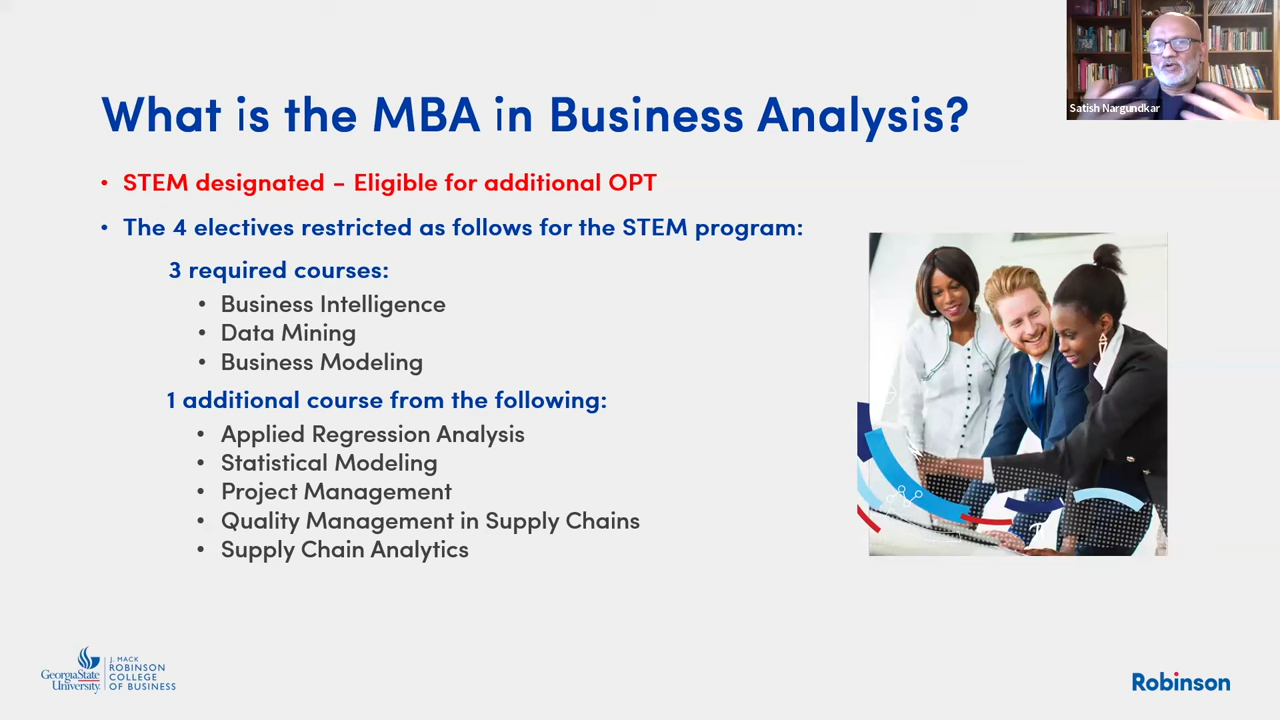 Satish Nargundkar
What is the MBA in Business Analysis?
• STEM designated – Eligible for additional OPT
• The 4 electives restricted as follows for the STEM program:
3 required courses:
• Business Intelligence
• Data Mining
• Business Modeling
1 additional course from the following:
• Applied Regression Analysis
• Statistical Modeling
• Project Management
• Quality Management in Supply Chains
• Supply Chain Analytics
GeorgiaState
University
J. MACK
ROBINSON
COLLEGE
OF BUSINESS
Robinson